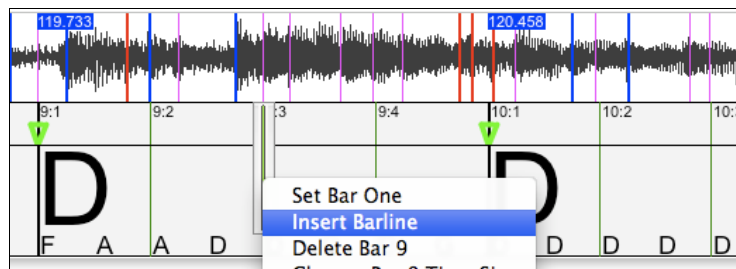 119.733 120.458
9:1 9:2 :3 9:4 10:1 10:2 10:
D D
Set Bar One
Insert Barline
Delete Bar 9
F A A D D D D D